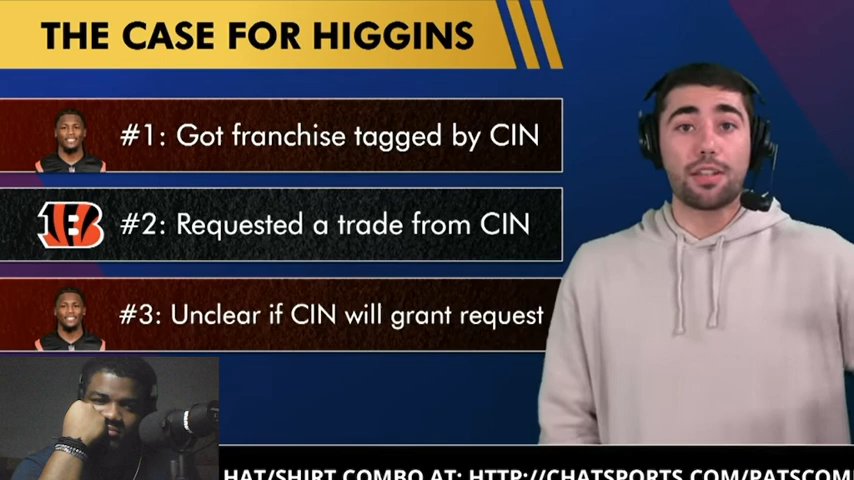 THE CASE FOR HIGGINS
#1: Got franchise tagged by CIN
#2: Requested a trade from CIN
#3: Unclear if CIN will grant request
HAT/SHIRT COMBO AT: HTTP://CHATSPORTS.COM/PATSCOM